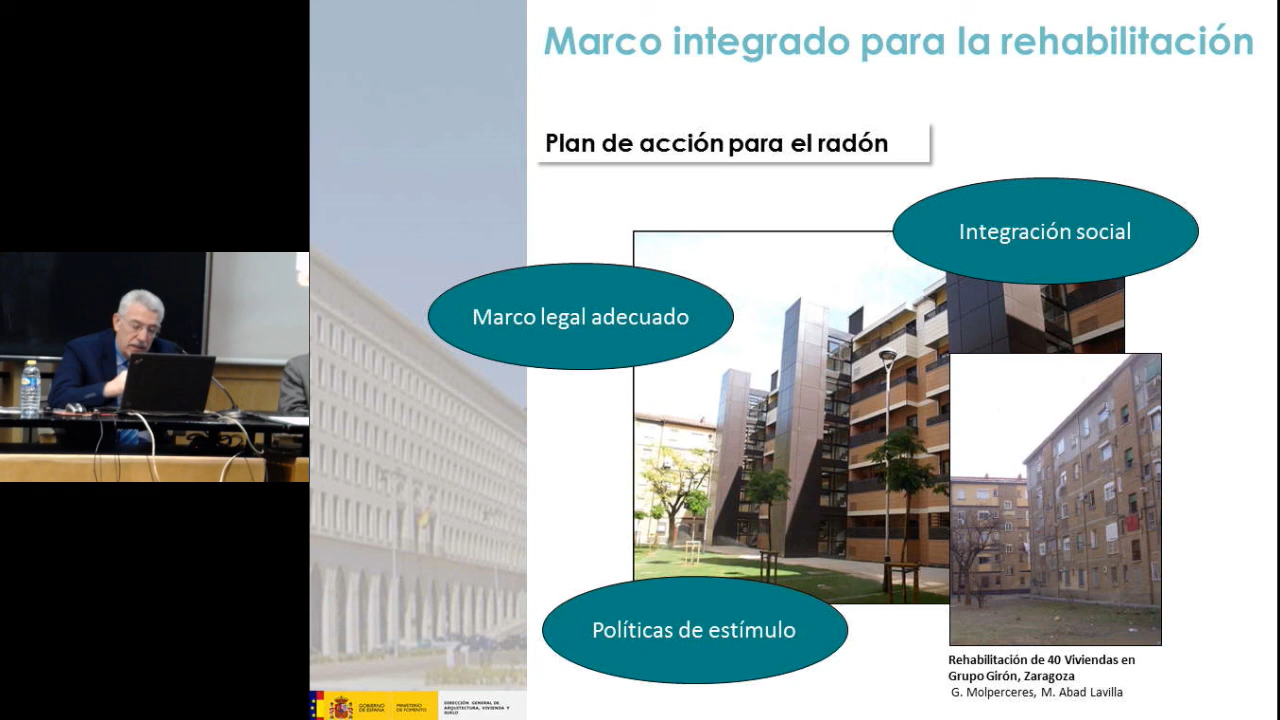 Marco integrado para la rehabilitación
Plan de acción para el radón
Integración social
Marco legal adecuado
Políticas de estímulo
Rehabilitación de 40 Viviendas en
Grupo Girón, Zaragoza
G. Molperceres, M. Abad Lavilla
GOBIERNO
DE ESPAÑA
MINISTERIO
DE FOMENTO
DIRECCIÓN GENERAL DE
ARQUITECTURA, VIVIENDA Y
SUELO